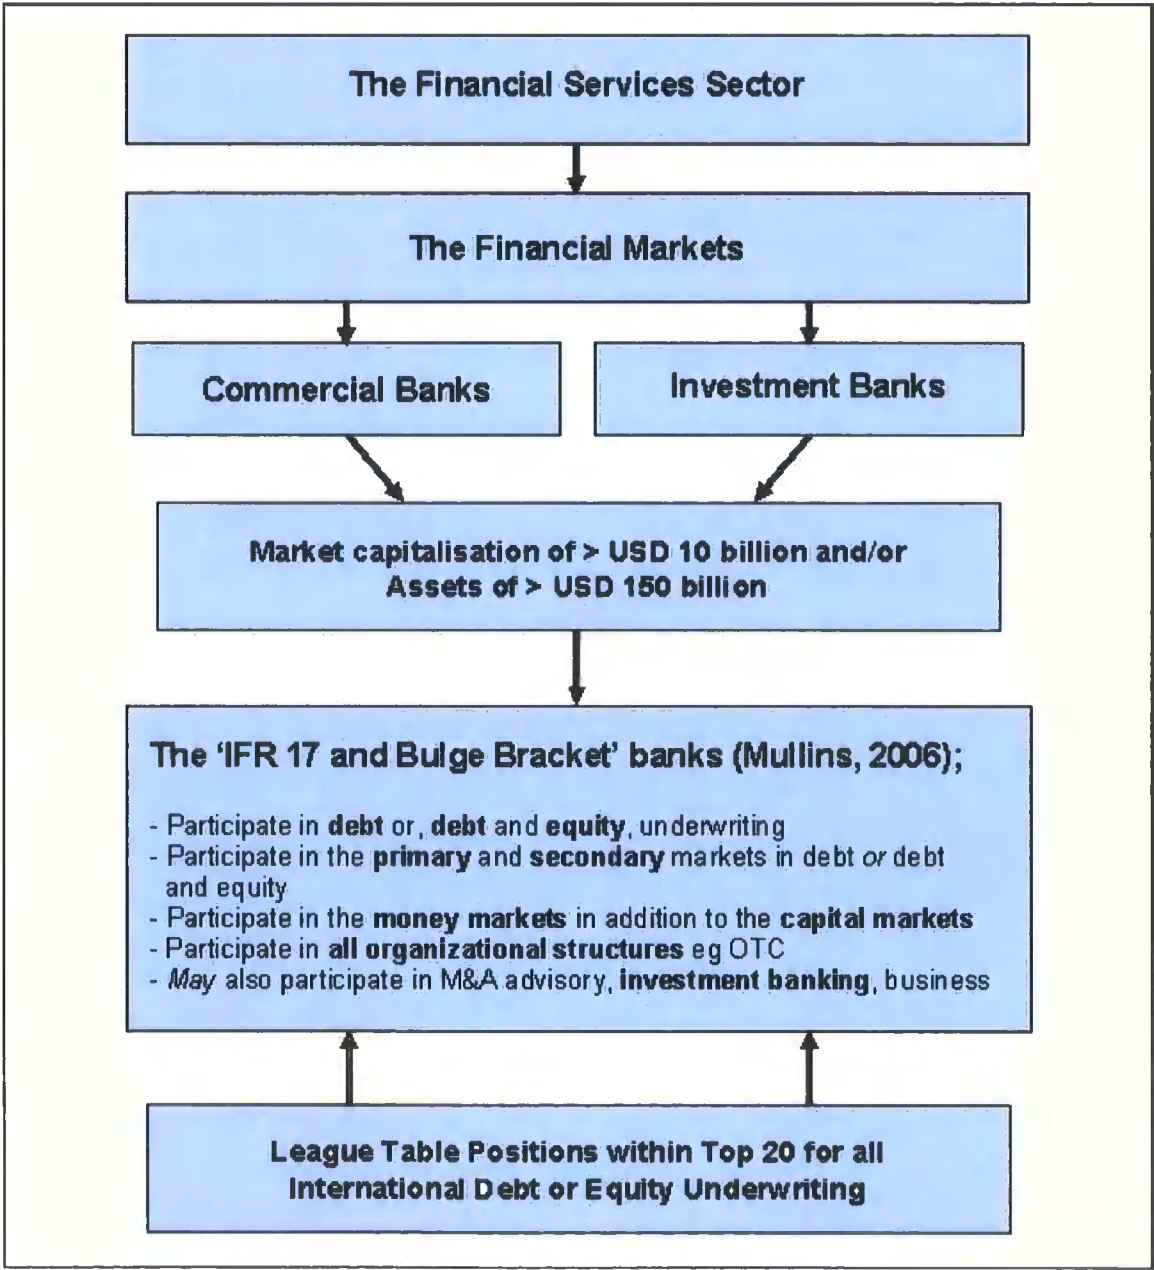 The Financial Services Sector
The Financial Markets
Commercial Banks
Investment Banks
Market capitalisation of > USD 10 billion and/or
Assets of > USD 150 billion
The 'IFR 17 and Bulge Bracket' banks (Mullins, 2006);
- Participate in debt or, debt and equity, underwriting
- Participate in the primary and secondary markets in debt or debt
and equity
- Participate in the money markets in addition to the capital markets
- Participate in all organizational structures eg OTC
- May also participate in M&A advisory, investment banking, business
League Table Positions within Top 20 for all
International Debt or Equity Underwriting